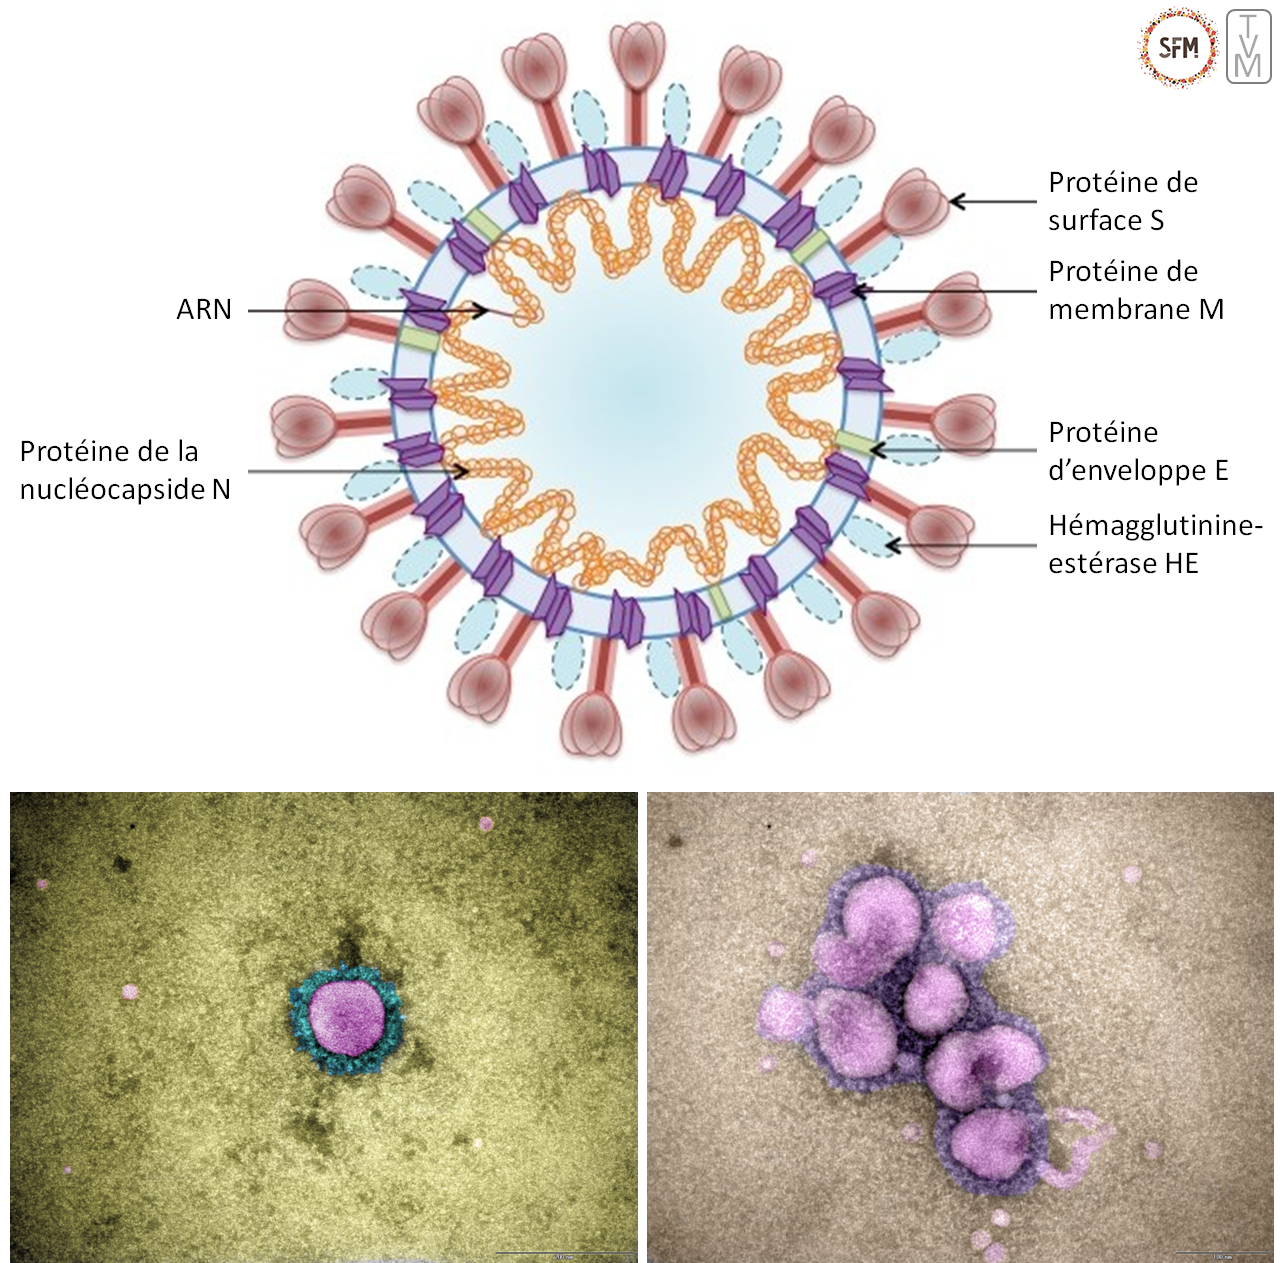 SFM
TVM
Protéine de
surface S
Protéine de
membrane M
ARN
Protéine
d’enveloppe E
Protéine de la
nucléocapside N
Hémagglutinine-
estérase HE